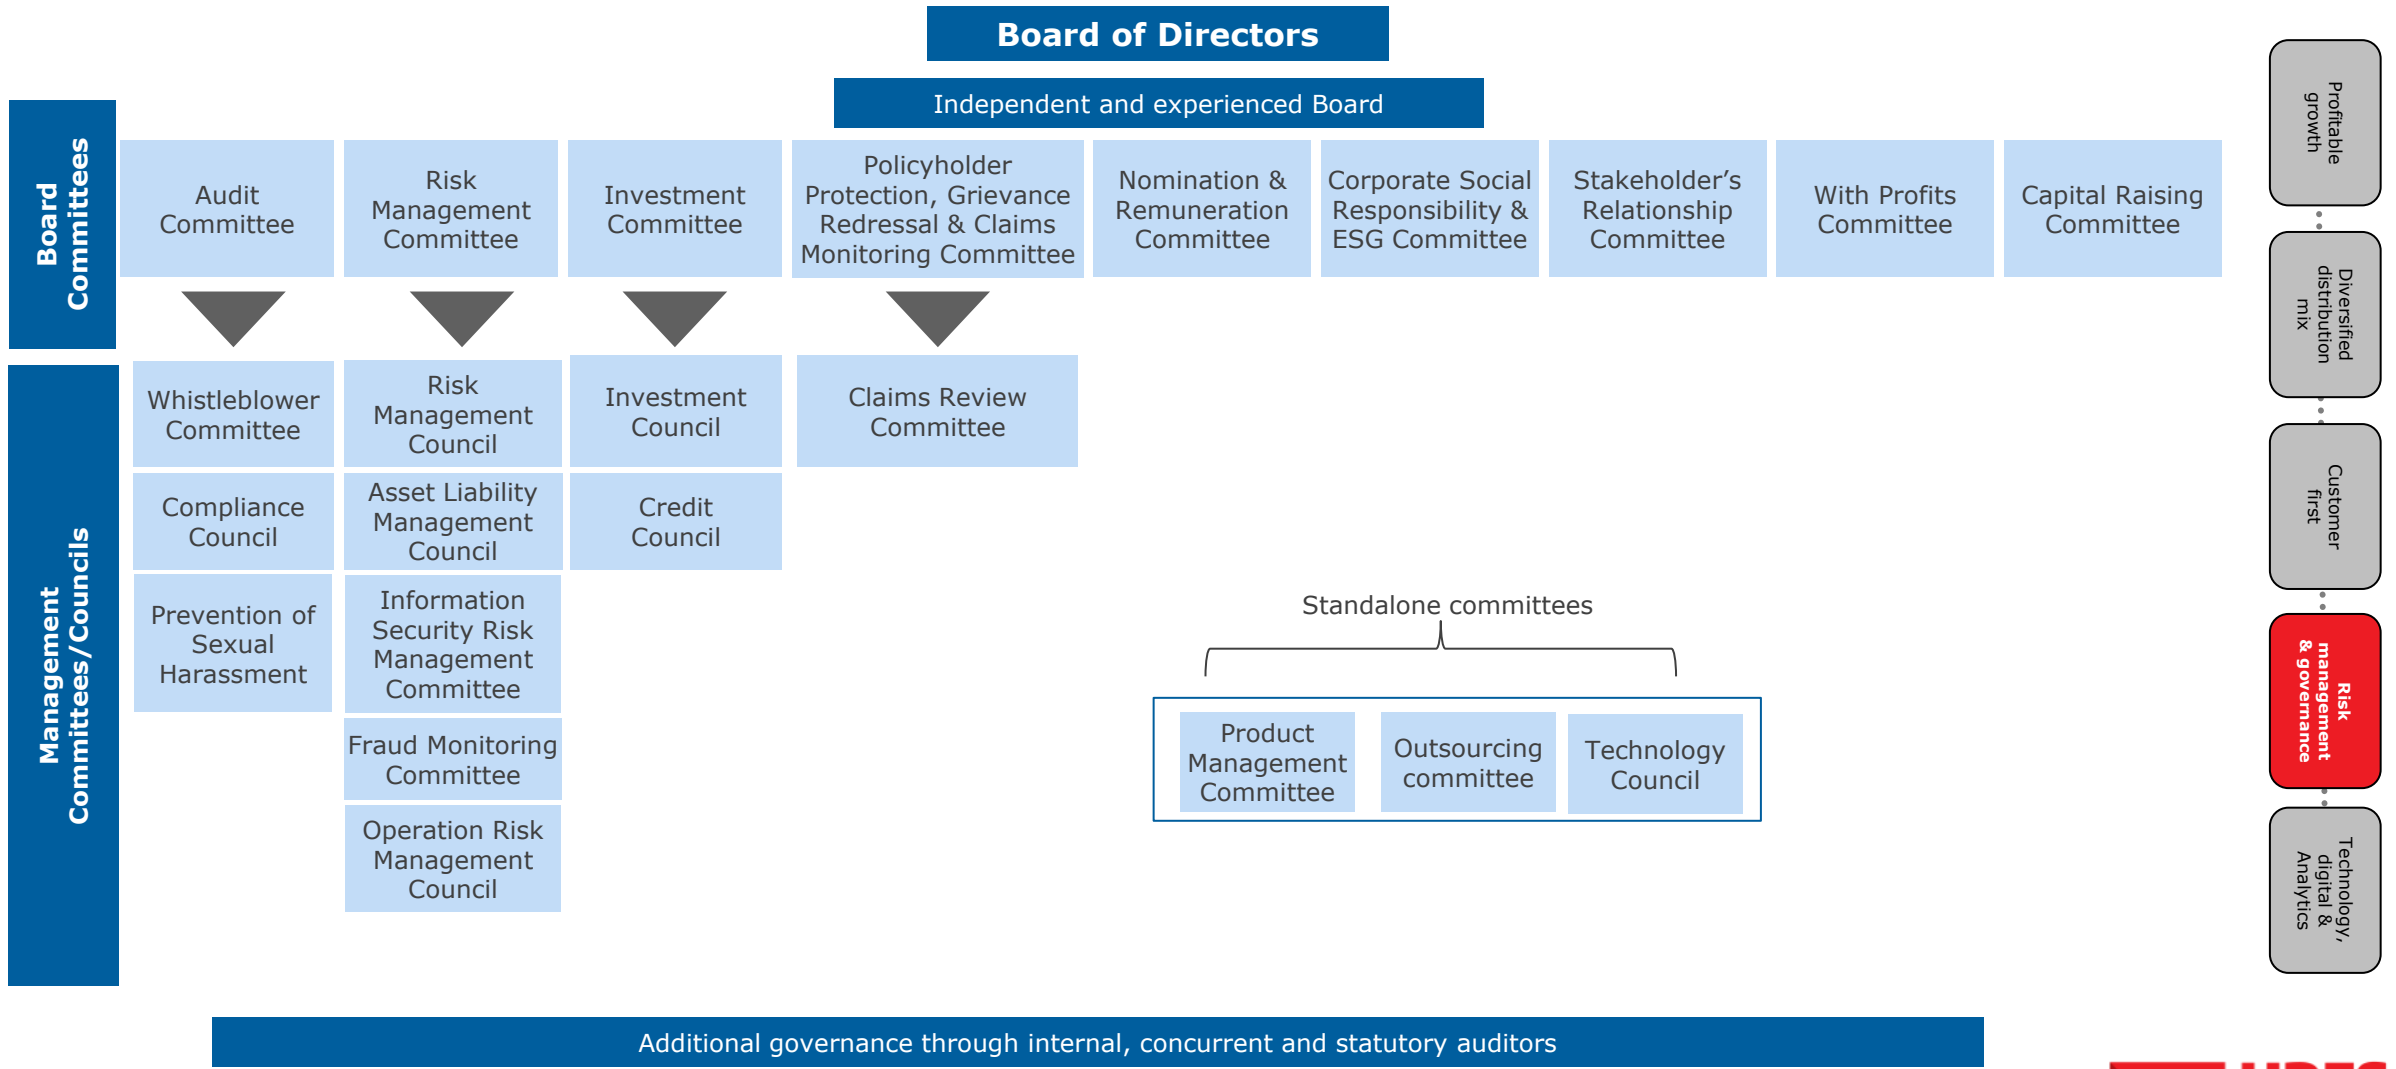 Board of Directors
Independent and experienced Board
Board
Committees
Audit
Committee
Risk
Management
Committee
Investment
Committee
Policyholder
Protection, Grievance
Redressal & Claims
Monitoring Committee
Nomination &
Remuneration
Committee
Corporate Social
Responsibility &
ESG Committee
Stakeholder’s
Relationship
Committee
With Profits
Committee
Capital Raising
Committee
Management
Committees/Councils
Whistleblower
Committee
Compliance
Council
Prevention of
Sexual
Harassment
Risk
Management
Council
Asset Liability
Management
Council
Information
Security Risk
Management
Committee
Fraud Monitoring
Committee
Operation Risk
Management
Council
Investment
Council
Credit
Council
Claims Review
Committee
Standalone committees
Product
Management
Committee
Outsourcing
committee
Technology
Council
Additional governance through internal, concurrent and statutory auditors
Profitable
growth
Diversified
distribution
mix
Customer
first
Risk
management
& governance
Technology,
digital &
Analytics